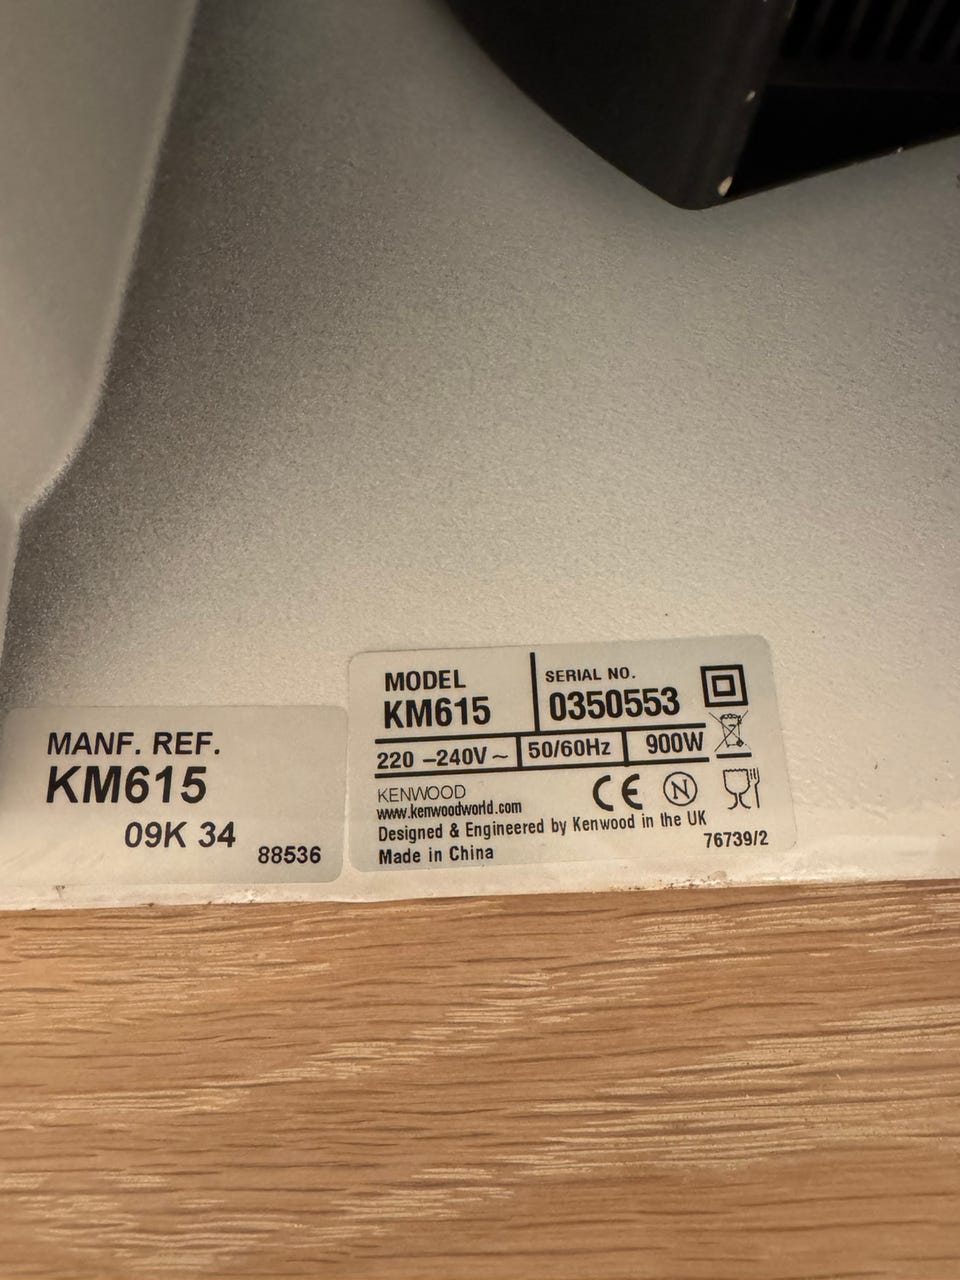 MANF. REF.
KM615
09K 34
88536
MODEL
KM615
SERIAL NO.
0350553
220 –240V ~
50/60Hz
900W
KENWOOD
www.kenwoodworld.com
CE N
Designed & Engineered by Kenwood in the UK
Made in China
76739/2